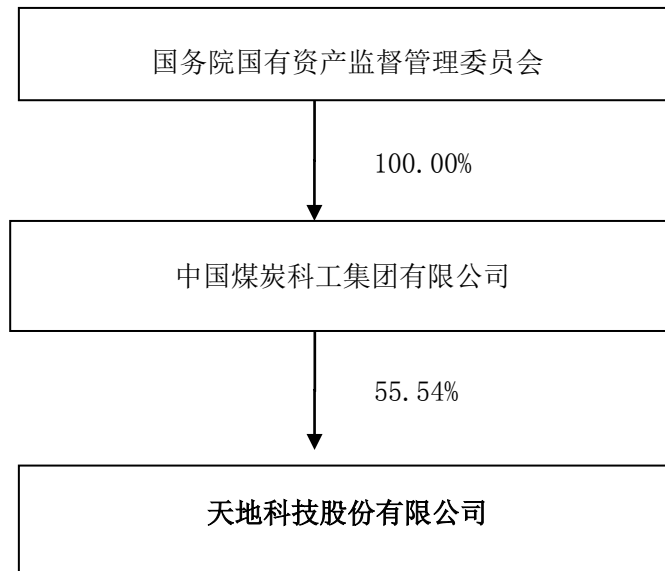 国务院国有资产监督管理委员会
100.00%
中国煤炭科工集团有限公司
55.54%
天地科技股份有限公司